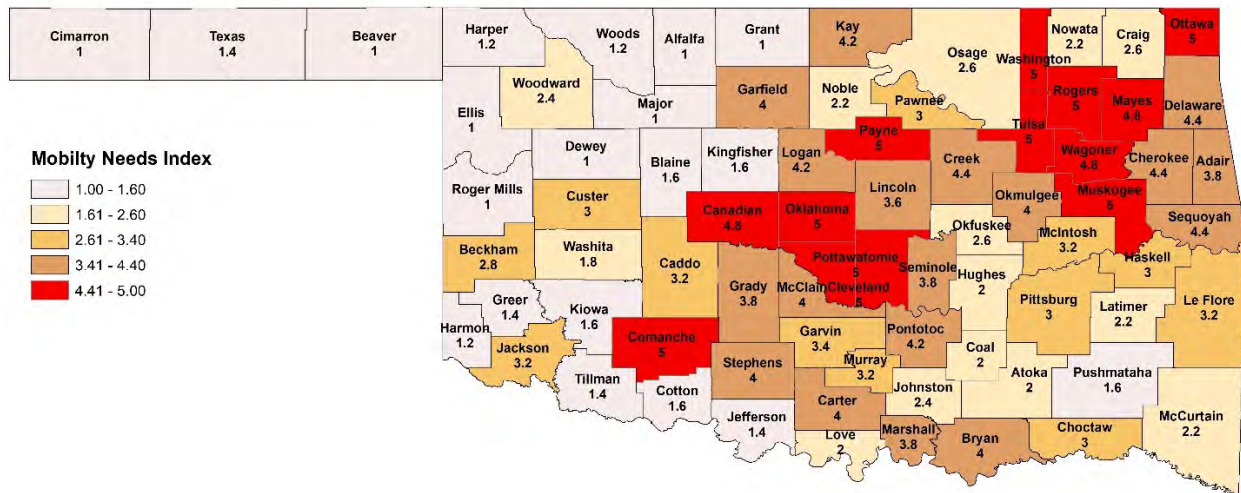 Cimarron
1
Texas
1.4
Beaver
1
Harper
1.2
Woods
1.2
Alfalfa
1
Grant
1
Kay
4.2
Osage
2.6
Washington
5
Nowata
2.2
Craig
2.6
Ottawa
5
Woodward
2.4
Ellis
1
Major
1
Garfield
4
Noble
2.2
Pawnee
3
Tulsa
5
Rogers
5
Mayes
4.8
Delaware
4.4
Mobilty Needs Index
1.00 - 1.60
1.61 - 2.60
2.61 - 3.40
3.41 - 4.40
4.41 - 5.00
Roger Mills
1
Dewey
1
Blaine
1.6
Kingfisher
1.6
Logan
4.2
Payne
5
Creek
4.4
Wagoner
4.8
Cherokee
4.4
Adair
3.8
Custer
3
Lincoln
3.6
Okmulgee
4
Muskogee
5
Sequoyah
4.4
Canadian
4.8
Oklahoma
5
Okfuskee
2.6
McIntosh
3.2
Beckham
2.8
Washita
1.8
Caddo
3.2
Grady
3.8
McClain
4
Cleveland
5
Pottawatomie
5
Seminole
3.8
Hughes
2
Haskell
3
Pittsburg
3
Latimer
2.2
Le Flore
3.2
Greer
1.4
Harmon
1.2
Kiowa
1.6
Jackson
3.2
Comanche
5
Tillman
1.4
Cotton
1.6
Stephens
4
Garvin
3.4
Murray
3.2
Pontotoc
4.2
Coal
2
Johnston
2.4
Atoka
2
Pushmataha
1.6
McCurtain
2.2
Jefferson
1.4
Carter
4
Love
2
Marshall
3.8
Bryan
4
Choctaw
3